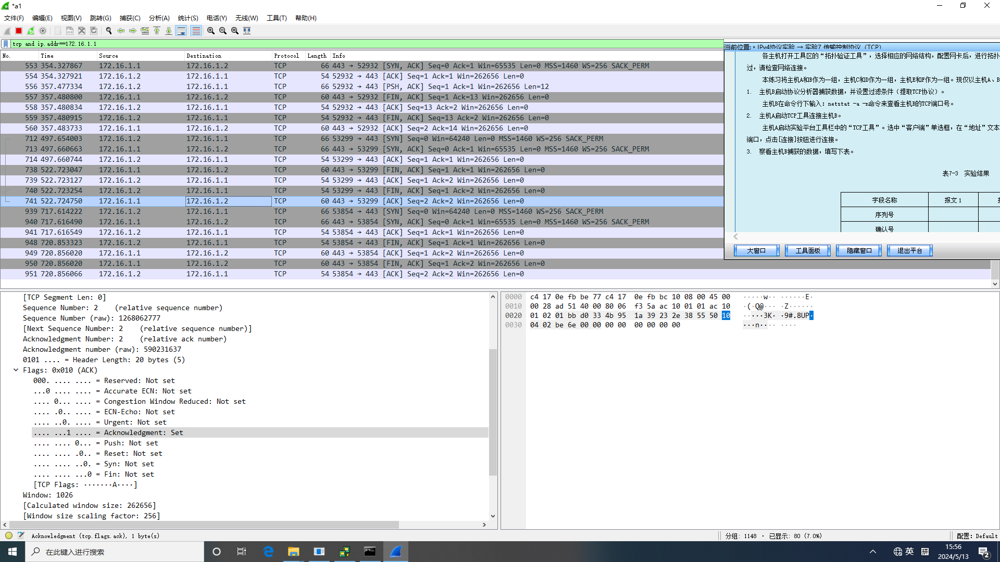 *a1
文件(F) 编辑(E) 视图(V) 跳转(G) 捕获(C) 分析(A) 统计(S) 电话(Y) 无线(W) 工具(T) 帮助(H)
tcp and ip.addr==172.16.1.1
No. Time Source Destination Protocol Length Info
553 354.327867 172.16.1.1 172.16.1.2 TCP 66 443 → 52932 [SYN, ACK] Seq=0 Ack=1 Win=65535 Len=0 MSS=1460 WS=256 SACK_PERM
554 354.327921 172.16.1.2 172.16.1.1 TCP 54 52932 → 443 [ACK] Seq=1 Ack=1 Win=262656 Len=0
556 357.477334 172.16.1.2 172.16.1.1 TCP 66 52932 → 443 [PSH, ACK] Seq=1 Ack=1 Win=262656 Len=12
557 357.480800 172.16.1.1 172.16.1.2 TCP 60 443 → 52932 [FIN, ACK] Seq=1 Ack=13 Win=262656 Len=0
558 357.480834 172.16.1.2 172.16.1.1 TCP 54 52932 → 443 [ACK] Seq=13 Ack=2 Win=262656 Len=0
559 357.480915 172.16.1.2 172.16.1.1 TCP 54 52932 → 443 [FIN, ACK] Seq=13 Ack=2 Win=262656 Len=0
560 357.483733 172.16.1.1 172.16.1.2 TCP 60 443 → 52932 [ACK] Seq=2 Ack=14 Win=262656 Len=0
712 497.654003 172.16.1.2 172.16.1.1 TCP 66 53299 → 443 [SYN] Seq=0 Win=64240 Len=0 MSS=1460 WS=256 SACK_PERM
713 497.660663 172.16.1.1 172.16.1.2 TCP 66 443 → 53299 [SYN, ACK] Seq=0 Ack=1 Win=65535 Len=0 MSS=1460 WS=256 SACK_PERM
714 497.660744 172.16.1.2 172.16.1.1 TCP 54 53299 → 443 [ACK] Seq=1 Ack=1 Win=262656 Len=0
738 522.723047 172.16.1.1 172.16.1.2 TCP 60 443 → 53299 [FIN, ACK] Seq=1 Ack=1 Win=262656 Len=0
739 522.723127 172.16.1.2 172.16.1.1 TCP 54 53299 → 443 [ACK] Seq=1 Ack=2 Win=262656 Len=0
740 522.723254 172.16.1.2 172.16.1.1 TCP 54 53299 → 443 [FIN, ACK] Seq=1 Ack=2 Win=262656 Len=0
741 522.724750 172.16.1.1 172.16.1.2 TCP 60 443 → 53299 [ACK] Seq=2 Ack=2 Win=262656 Len=0
939 717.614222 172.16.1.2 172.16.1.1 TCP 66 53854 → 443 [SYN] Seq=0 Win=64240 Len=0 MSS=1460 WS=256 SACK_PERM
940 717.616490 172.16.1.1 172.16.1.2 TCP 66 443 → 53854 [SYN, ACK] Seq=0 Ack=1 Win=65535 Len=0 MSS=1460 WS=256 SACK_PERM
941 717.616549 172.16.1.2 172.16.1.1 TCP 54 53854 → 443 [ACK] Seq=1 Ack=1 Win=262656 Len=0
948 720.853323 172.16.1.2 172.16.1.1 TCP 54 53854 → 443 [FIN, ACK] Seq=1 Ack=1 Win=262656 Len=0
949 720.856020 172.16.1.1 172.16.1.2 TCP 60 443 → 53854 [ACK] Seq=1 Ack=2 Win=262656 Len=0
950 720.856020 172.16.1.1 172.16.1.2 TCP 60 443 → 53854 [FIN, ACK] Seq=1 Ack=2 Win=262656 Len=0
951 720.856066 172.16.1.2 172.16.1.1 TCP 54 53854 → 443 [ACK] Seq=2 Ack=2 Win=262656 Len=0
当前位置: · IPv4协议实验 → 实验7 传输控制协议 (TCP)
各主机打开工具区的“拓扑验证工具”，选择相应的网络结构，配置网卡后，进行拓扑
过，请检查网络连接。
本练习将主机A和B作为一组，主机C和D作为一组，主机E和F作为一组。现仅以主机A、B
1. 主机B启动协议分析器捕获数据，并设置过滤条件（提取TCP协议）。
主机B在命令行下输入：netstat -a -n命令来查看主机B的TCP端口号。
2. 主机A启动TCP工具连接主机B。
主机A启动实验平台工具栏中的“TCP工具”。选中“客户端”单选框，在“地址”文本
端口，点击[连接]按钮进行连接。
3. 察看主机B捕获的数据，填写下表。
表7-3 实验结果
字段名称 报文1
序列号
确认号
大窗口 工具面板 隐藏窗口 退出平台
[TCP Segment Len: 0]
Sequence Number: 2 (relative sequence number)
Sequence Number (raw): 1268062777
[Next Sequence Number: 2 (relative sequence number)]
Acknowledgment Number: 2 (relative ack number)
Acknowledgment number (raw): 590231637
0101 .... = Header Length: 20 bytes (5)
Flags: 0x010 (ACK)
000. .... .... = Reserved: Not set
...0 .... .... = Accurate ECN: Not set
.... 0... .... = Congestion Window Reduced: Not set
.... .0.. .... = ECN-Echo: Not set
.... ..0. .... = Urgent: Not set
.... ...1 .... = Acknowledgment: Set
.... .... 0... = Push: Not set
.... .... .0.. = Reset: Not set
.... .... ..0. = Syn: Not set
.... .... ...0 = Fin: Not set
[TCP Flags: ·······A····]
Window: 1026
[Calculated window size: 262656]
[Window size scaling factor: 256]
0000 c4 17 0e fb be 77 c4 17 0e fb bc 10 08 00 45 00 ·····w·· ······E·
0010 00 28 ad 51 40 00 80 06 f3 5a ac 10 01 01 ac 10 ·(·Q@··· ·Z······
0020 01 02 01 bb d0 33 4b 95 1a 39 23 2e 38 55 50 10 ·····3K· ·9#.8UP·
0030 04 02 be 6e 00 00 00 00 00 00 00 00 ···n···· ····
Acknowledgment (tcp.flags.ack), 1 byte(s)
分组: 1148 · 已显示: 80 (7.0%)
配置: Default
在此键入进行搜索
英
15:56
2024/5/13
2